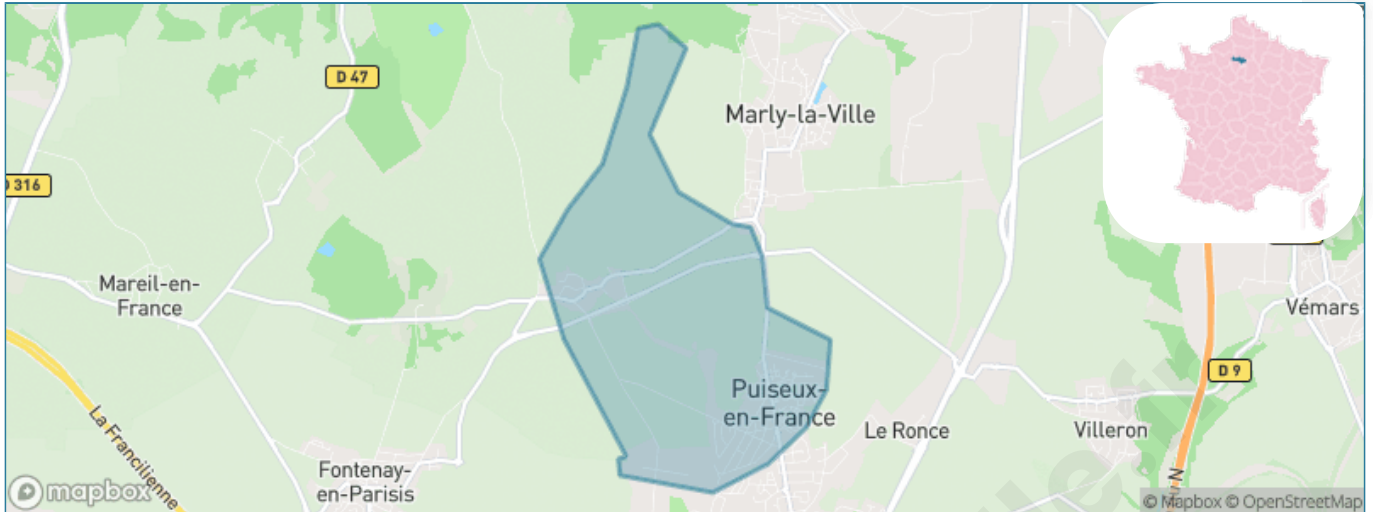 D 47
Marly-la-Ville
316
Mareil-en-
France
Vémars
D 9
Puiseux-
en-France
Le Ronce
Villeron
La Francilienne
Fontenay-
en-Parisis
mapbox
© Mapbox © OpenStreetMap